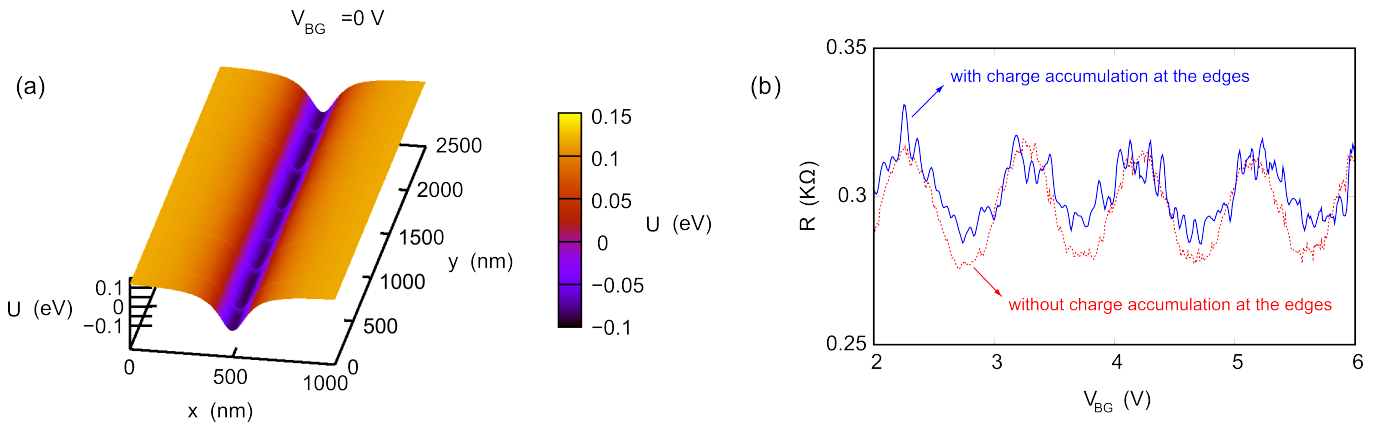 V_BG =0 V
(a)
0.1
0
−0.1
U (eV)
0
500
1000
x (nm)
0
500
1000
1500
2000
2500
y (nm)
0.15
0.1
0.05
0
−0.05
−0.1
U (eV)
(b)
0.35
0.3
0.25
R (KΩ)
with charge accumulation at the edges
without charge accumulation at the edges
2
3
4
5
6
V_BG (V)